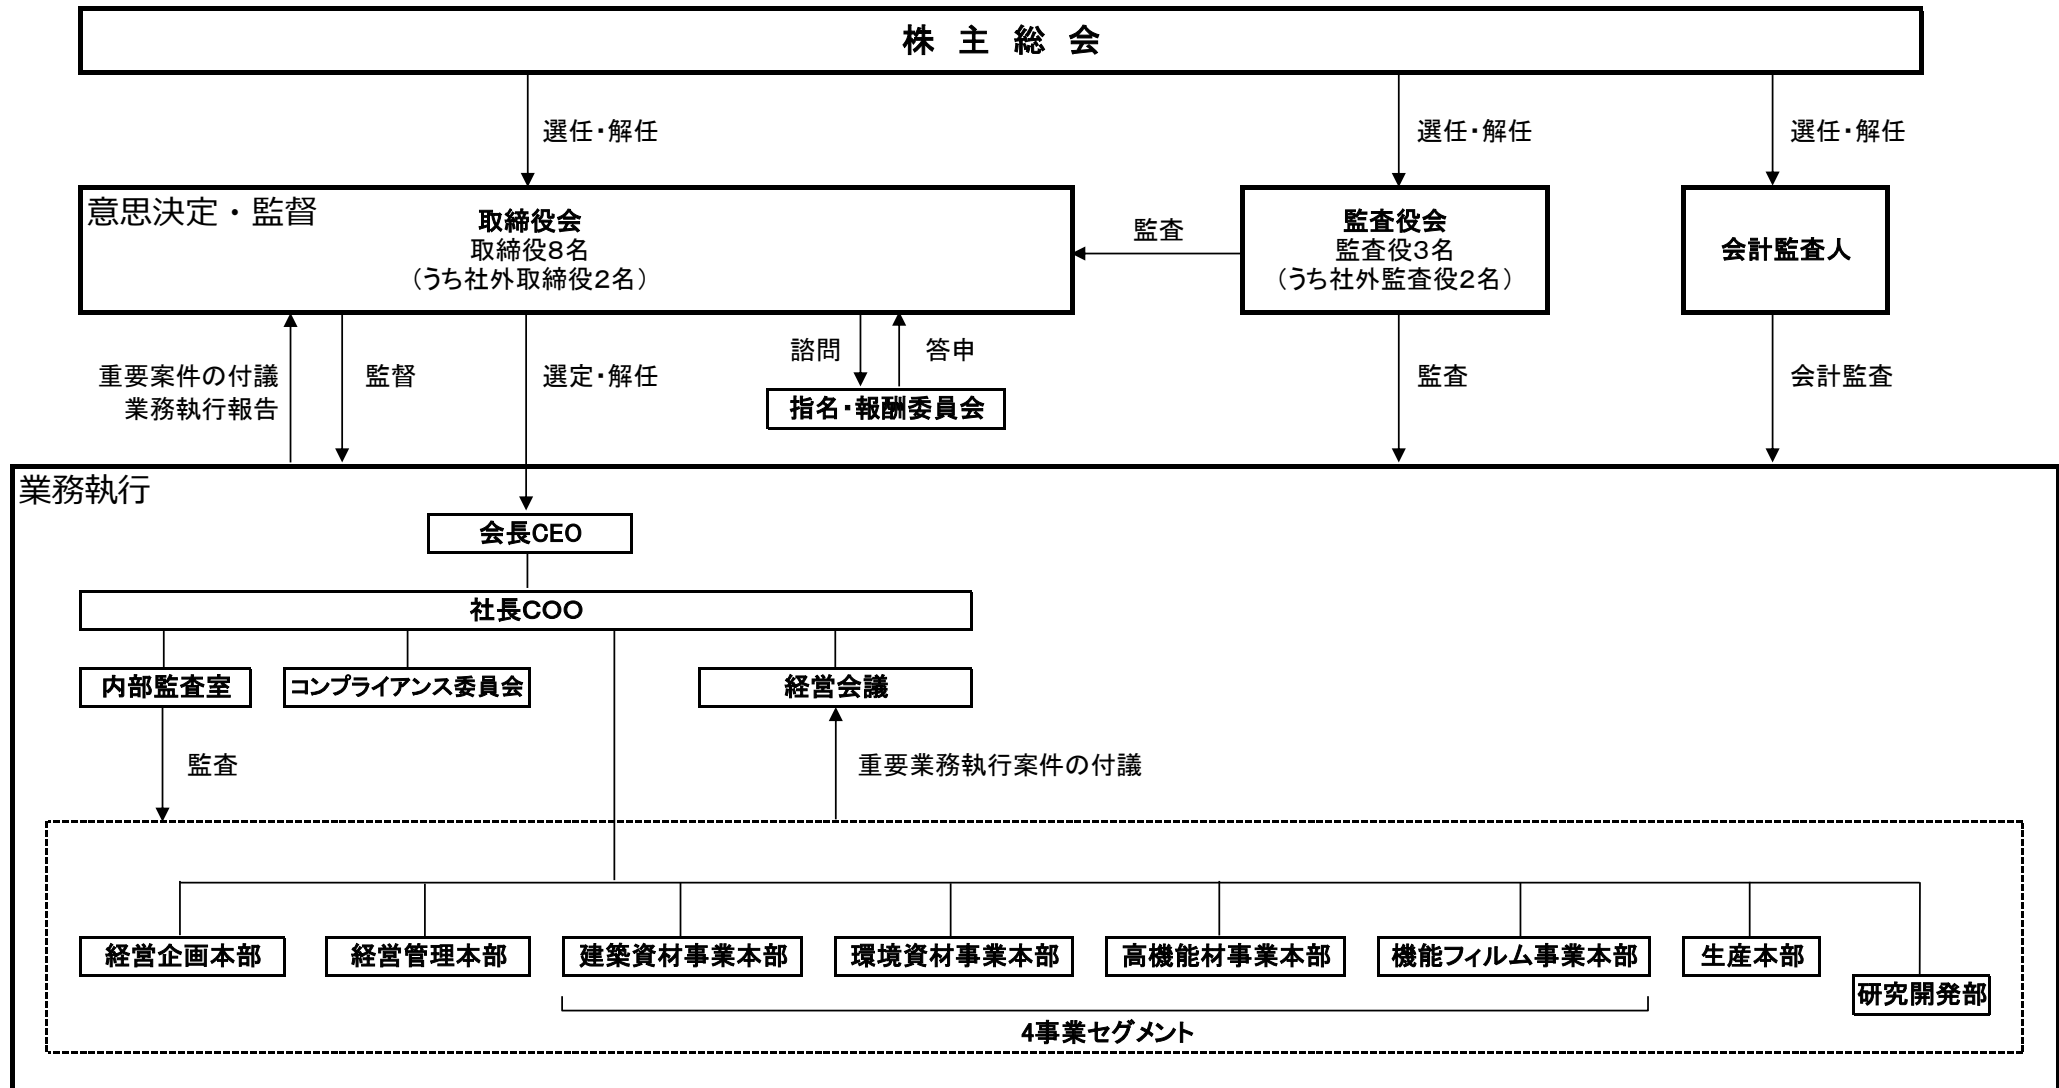 株 主 総 会
選任・解任
選任・解任
選任・解任
意思決定・監督
取締役会
取締役8名
（うち社外取締役2名）
監査
監査役会
監査役3名
（うち社外監査役2名）
会計監査人
重要案件の付議
業務執行報告
監督
選定・解任
諮問
答申
指名・報酬委員会
監査
会計監査
業務執行
会長CEO
社長COO
内部監査室
コンプライアンス委員会
経営会議
監査
重要業務執行案件の付議
経営企画本部
経営管理本部
建築資材事業本部
環境資材事業本部
高機能材事業本部
機能フィルム事業本部
生産本部
研究開発部
4事業セグメント